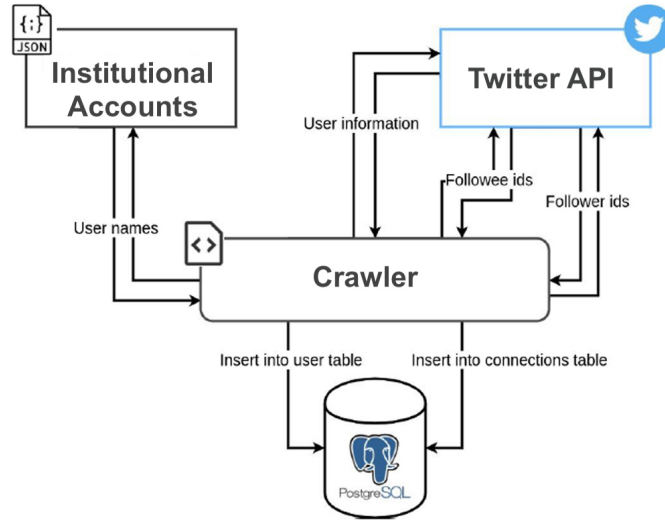 {;}
JSON
Institutional
Accounts
Twitter API
User information
Followee ids
Follower ids
User names
< >
Crawler
Insert into user table
Insert into connections table
PostgreSQL